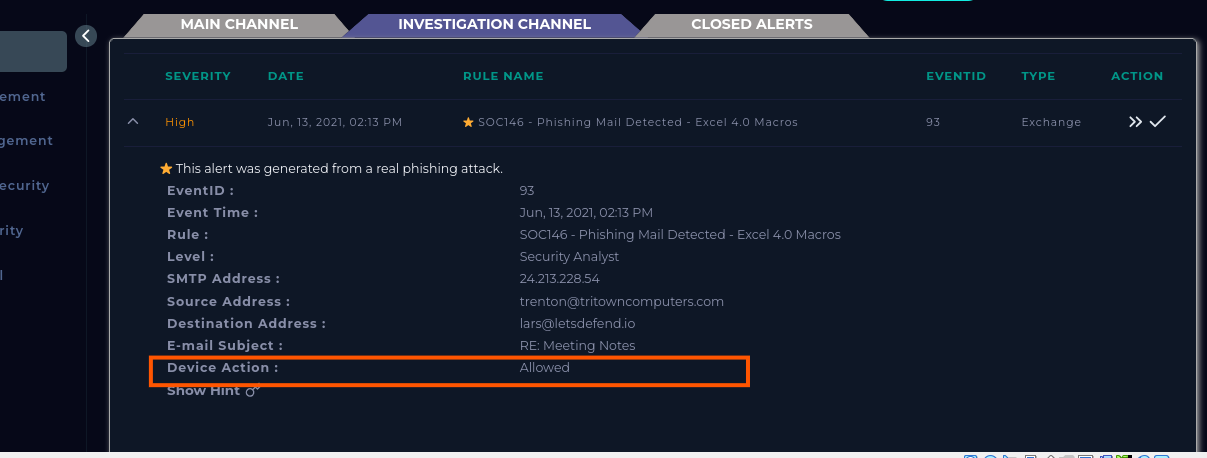 MAIN CHANNEL INVESTIGATION CHANNEL CLOSED ALERTS
SEVERITY DATE RULE NAME EVENTID TYPE ACTION
ement
High Jun, 13, 2021, 02:13 PM SOC146 - Phishing Mail Detected - Excel 4.0 Macros 93 Exchange
gement
This alert was generated from a real phishing attack.
ecurity
EventID : 93
Event Time : Jun, 13, 2021, 02:13 PM
rity
Rule : SOC146 - Phishing Mail Detected - Excel 4.0 Macros
Level : Security Analyst
l
SMTP Address : 24.213.228.54
Source Address : trenton@tritowncomputers.com
Destination Address : lars@letsdefend.io
E-mail Subject : RE: Meeting Notes
Device Action : Allowed
Show Hint